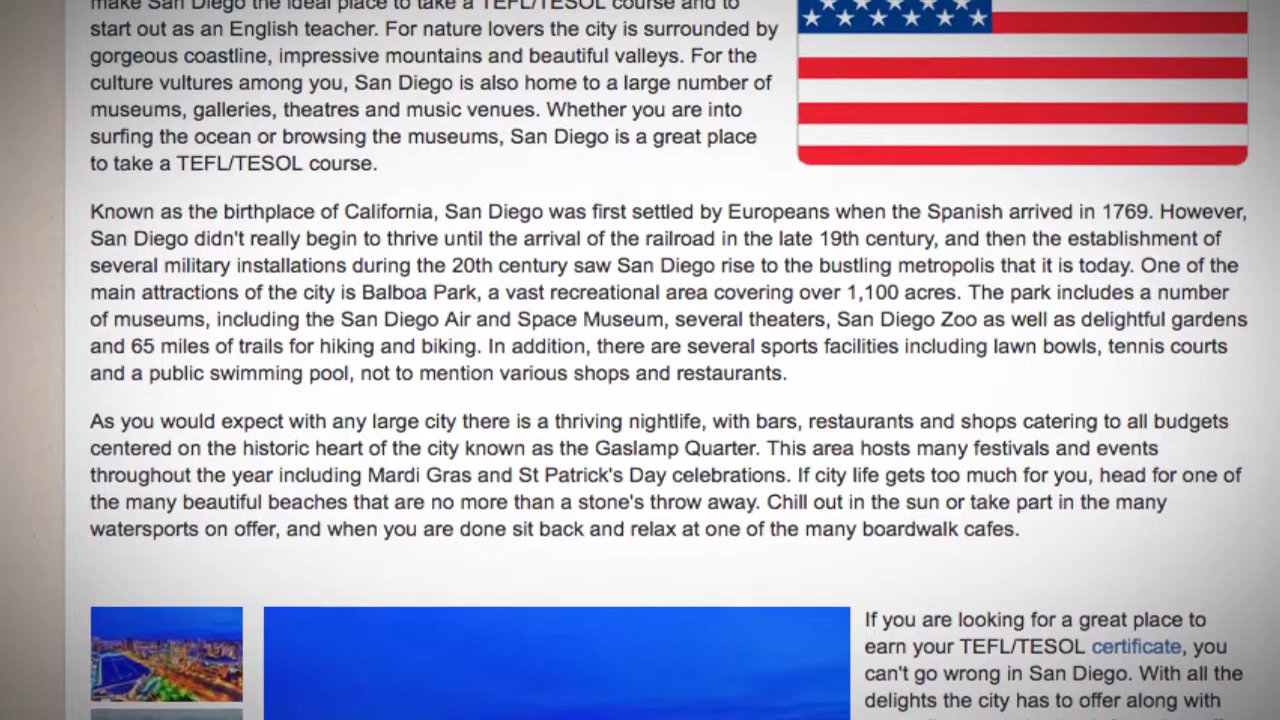 make San Diego the ideal place to take a TEFL/TESOL course and to
start out as an English teacher. For nature lovers the city is surrounded by
gorgeous coastline, impressive mountains and beautiful valleys. For the
culture vultures among you, San Diego is also home to a large number of
museums, galleries, theatres and music venues. Whether you are into
surfing the ocean or browsing the museums, San Diego is a great place
to take a TEFL/TESOL course.
Known as the birthplace of California, San Diego was first settled by Europeans when the Spanish arrived in 1769. However,
San Diego didn't really begin to thrive until the arrival of the railroad in the late 19th century, and then the establishment of
several military installations during the 20th century saw San Diego rise to the bustling metropolis that it is today. One of the
main attractions of the city is Balboa Park, a vast recreational area covering over 1,100 acres. The park includes a number
of museums, including the San Diego Air and Space Museum, several theaters, San Diego Zoo as well as delightful gardens
and 65 miles of trails for hiking and biking. In addition, there are several sports facilities including lawn bowls, tennis courts
and a public swimming pool, not to mention various shops and restaurants.
As you would expect with any large city there is a thriving nightlife, with bars, restaurants and shops catering to all budgets
centered on the historic heart of the city known as the Gaslamp Quarter. This area hosts many festivals and events
throughout the year including Mardi Gras and St Patrick's Day celebrations. If city life gets too much for you, head for one of
the many beautiful beaches that are no more than a stone's throw away. Chill out in the sun or take part in the many
watersports on offer, and when you are done sit back and relax at one of the many boardwalk cafes.
If you are looking for a great place to
earn your TEFL/TESOL certificate, you
can't go wrong in San Diego. With all the
delights the city has to offer along with